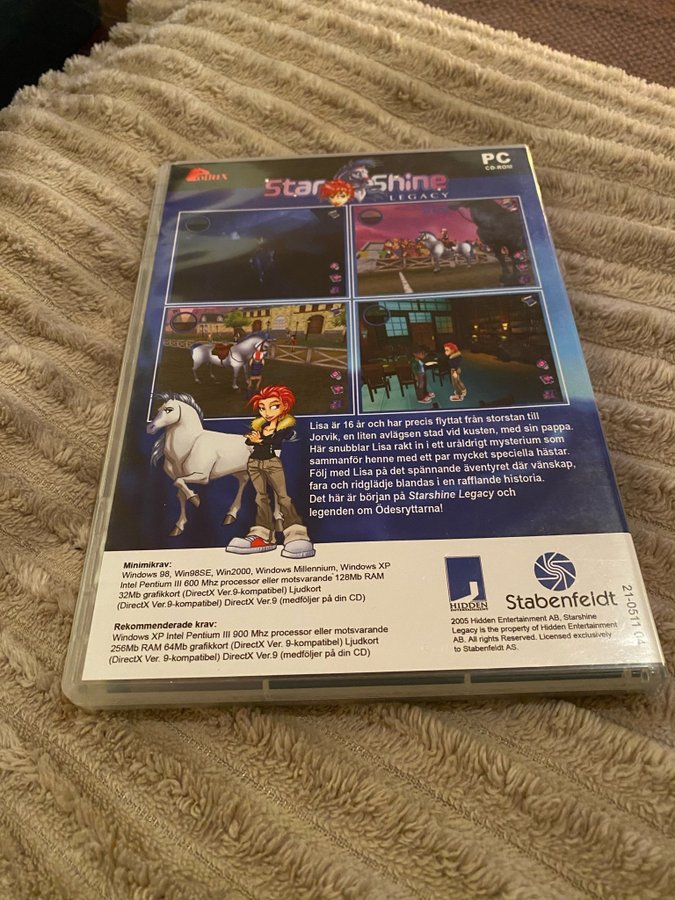 PC
CD-ROM
Star Shine
LEGACY
Lisa är 16 år och har precis flyttat från storstan till
Jorvik, en liten avlägsen stad vid kusten, med sin pappa.
Här snubblar Lisa rakt in i ett uråldrigt mysterium som
sammanför henne med ett par mycket speciella hästar.
Följ med Lisa på det spännande äventyret där vänskap,
fara och ridglädje blandas i en rafflande historia.
Det här är början på Starshine Legacy och
legenden om Ödesryttarna!
Minimikrav:
Windows 98, Win98SE, Win2000, Windows Millennium, Windows XP
Intel Pentium III 600 Mhz processor eller motsvarande 128Mb RAM
32Mb grafikkort (DirectX Ver.9-kompatibel) Ljudkort
(DirectX Ver.9-kompatibel) DirectX Ver.9 (medföljer på din CD)
Rekommenderade krav:
Windows XP Intel Pentium III 900 Mhz processor eller motsvarande
256Mb RAM 64Mb grafikkort (DirectX Ver. 9-kompatibel) Ljudkort
(DirectX Ver. 9-kompatibel) DirectX Ver.9 (medföljer på din CD)
HIDDEN
Stabenfeldt
2005 Hidden Entertainment AB, Starshine
Legacy is the property of Hidden Entertainment
AB. All rights Reserved. Licensed exclusively
to Stabenfeldt AS.
21-0511-04